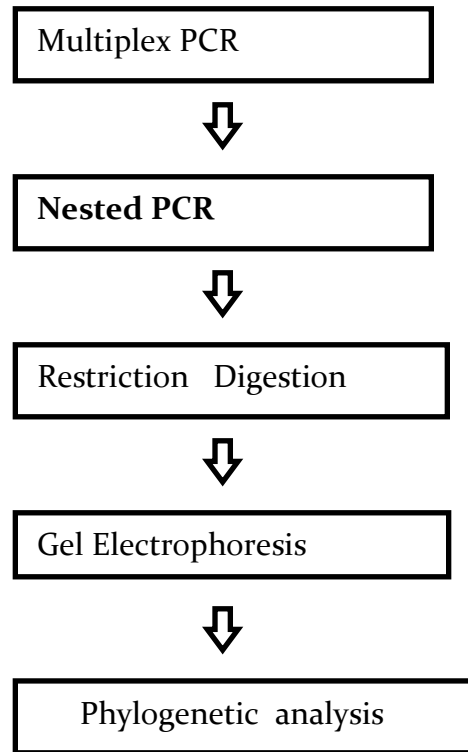 Multiplex PCR
Nested PCR
Restriction Digestion
Gel Electrophoresis
Phylogenetic analysis